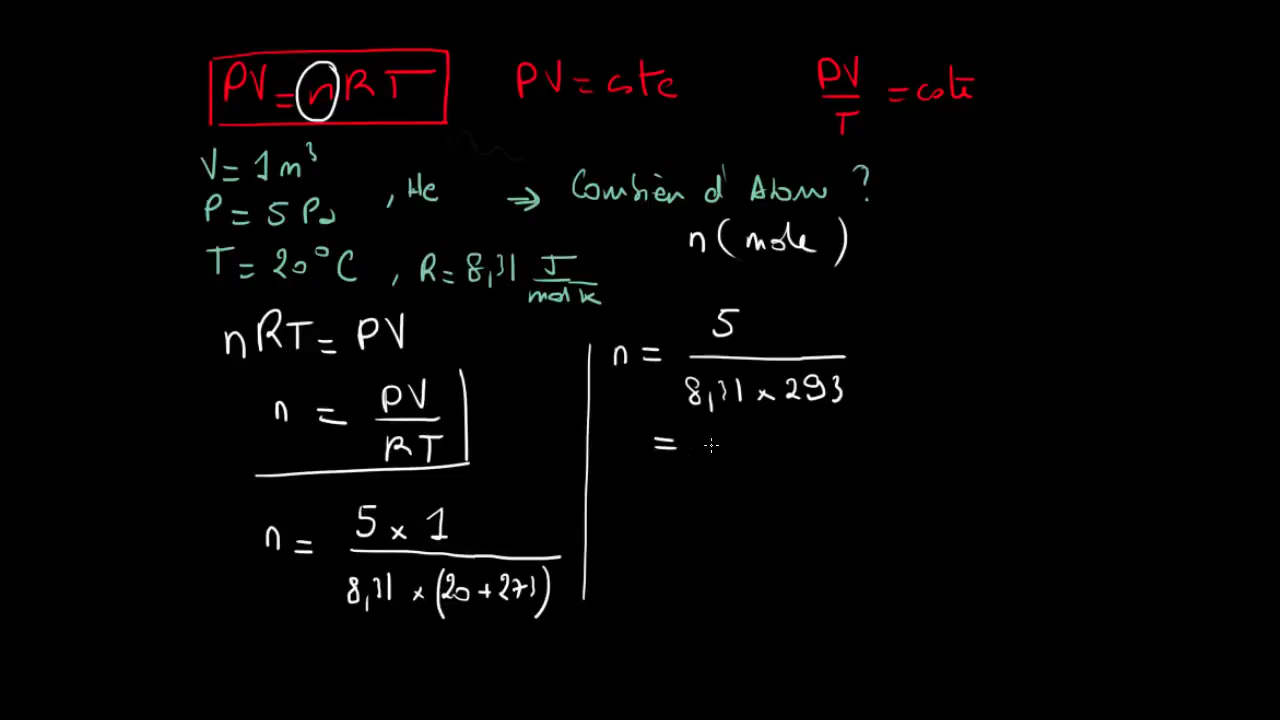 PV = nRT PV = cste PV/T = cste
V = 1 m³
P = 5 Pa , He ⇒ Combien d' Atom ?
n ( mole )
T = 20°C , R = 8,31 J/mol k
nRT = PV
n = PV/RT
n = 5 x 1 / 8,31 x (20 + 273)
n = 5 / 8,31 x 293
=